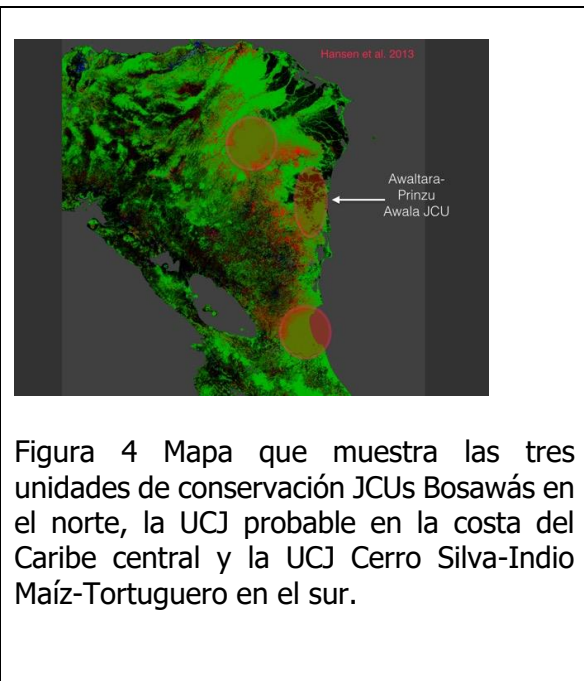 Hansen et al. 2013
Awaltara-
Prinzu
Awala JCU
Figura 4 Mapa que muestra las tres
unidades de conservación JCUs Bosawás en
el norte, la UCJ probable en la costa del
Caribe central y la UCJ Cerro Silva-Indio
Maíz-Tortuguero en el sur.